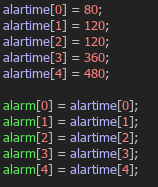 alartime[0] = 80;
alartime[1] = 120;
alartime[2] = 120;
alartime[3] = 360;
alartime[4] = 480;
alarm[0] = alartime[0];
alarm[1] = alartime[1];
alarm[2] = alartime[2];
alarm[3] = alartime[3];
alarm[4] = alartime[4];